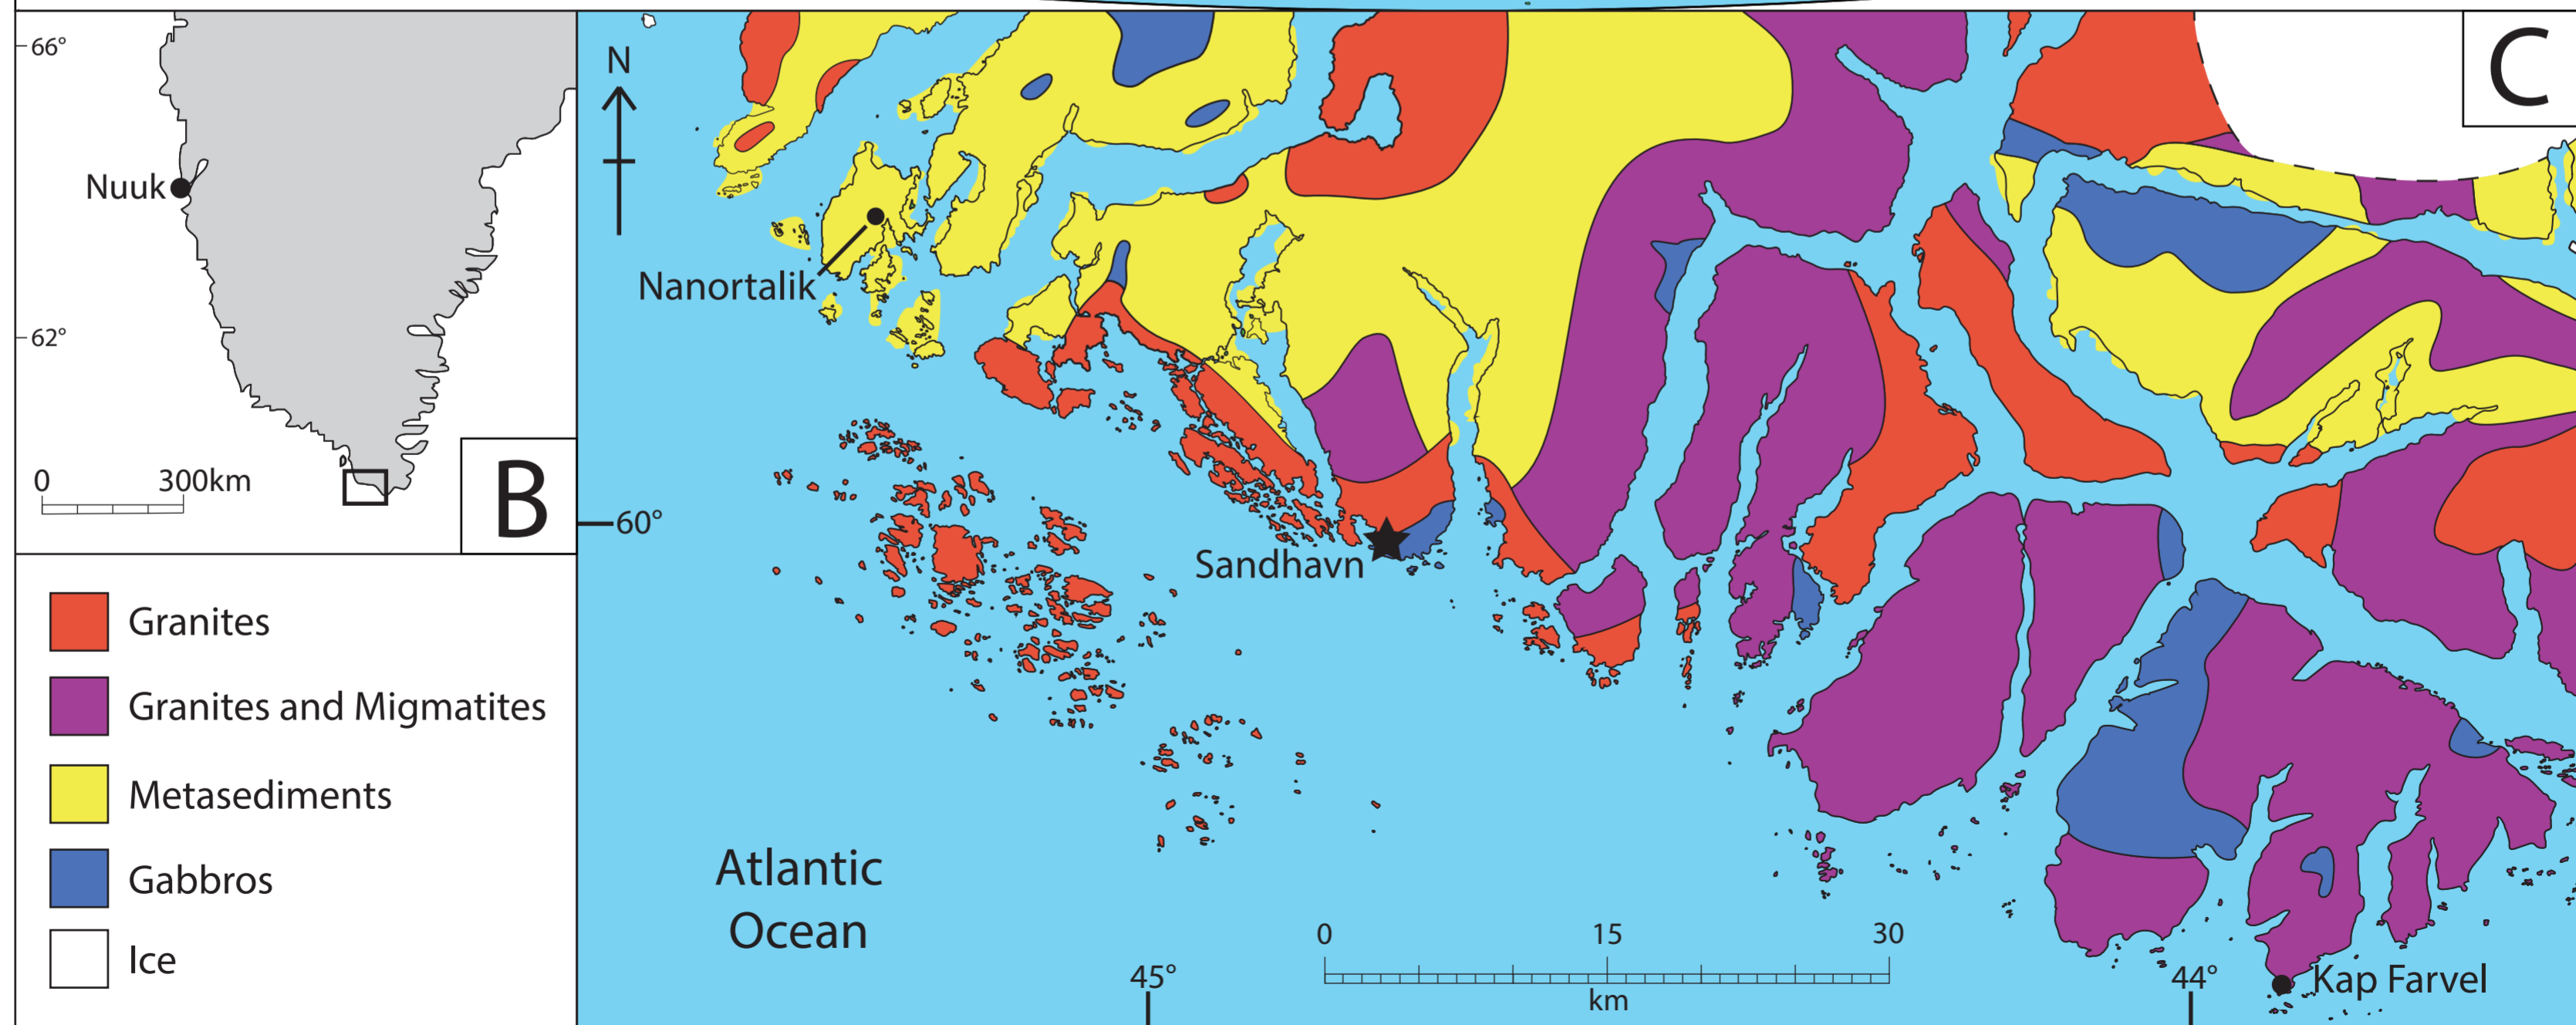 66°
Nuuk
62°
0 300km
B
Granites
Granites and Migmatites
Metasediments
Gabbros
Ice
C
N
Nanortalik
60°
Sandhavn
Atlantic
Ocean
0 15 30
km
45°
44°
Kap Farvel